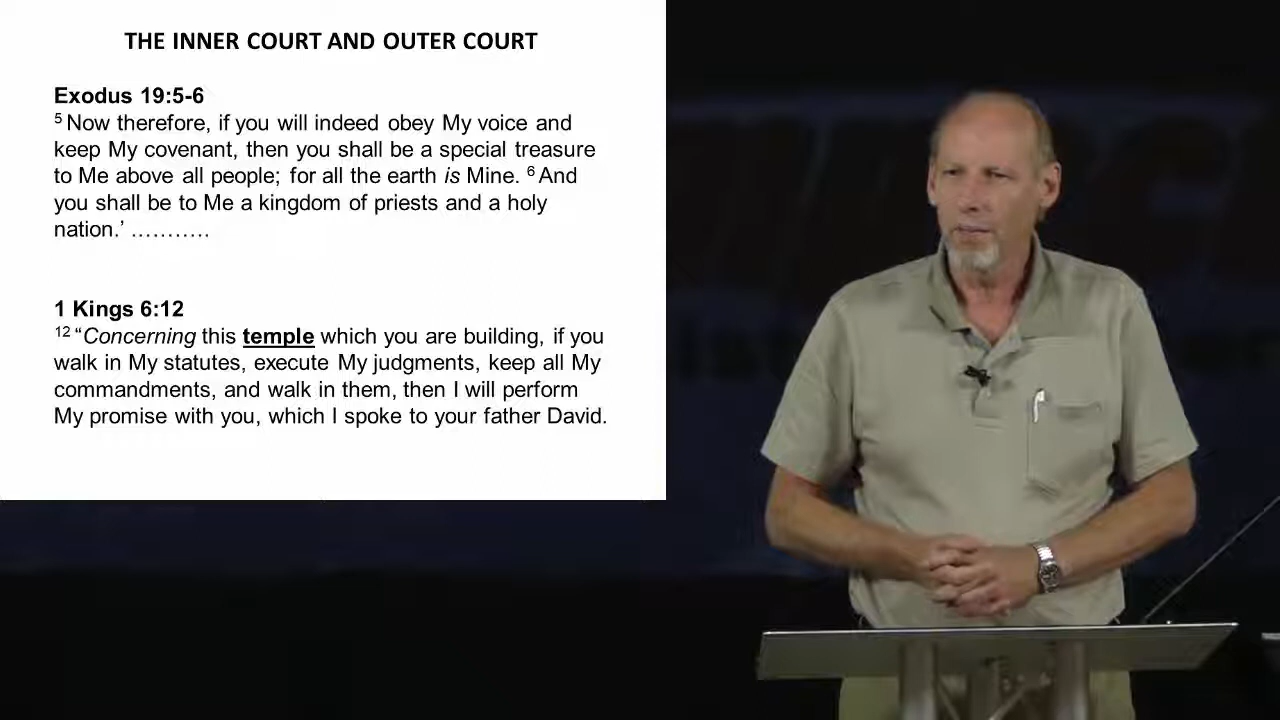 THE INNER COURT AND OUTER COURT
Exodus 19:5-6
5 Now therefore, if you will indeed obey My voice and
keep My covenant, then you shall be a special treasure
to Me above all people; for all the earth is Mine. 6 And
you shall be to Me a kingdom of priests and a holy
nation.’ ………..
1 Kings 6:12
12 “Concerning this temple which you are building, if you
walk in My statutes, execute My judgments, keep all My
commandments, and walk in them, then I will perform
My promise with you, which I spoke to your father David.